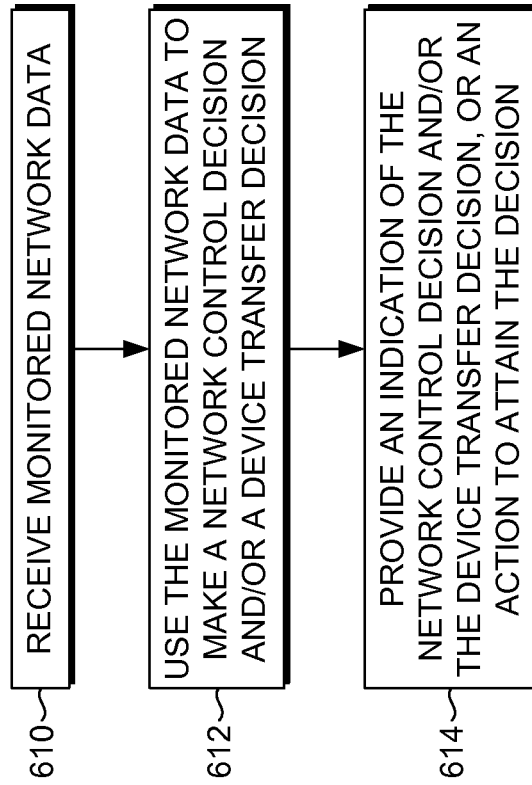 610
RECEIVE MONITORED NETWORK DATA
612
USE THE MONITORED NETWORK DATA TO
MAKE A NETWORK CONTROL DECISION
AND/OR A DEVICE TRANSFER DECISION
614
PROVIDE AN INDICATION OF THE
NETWORK CONTROL DECISION AND/OR
THE DEVICE TRANSFER DECISION, OR AN
ACTION TO ATTAIN THE DECISION